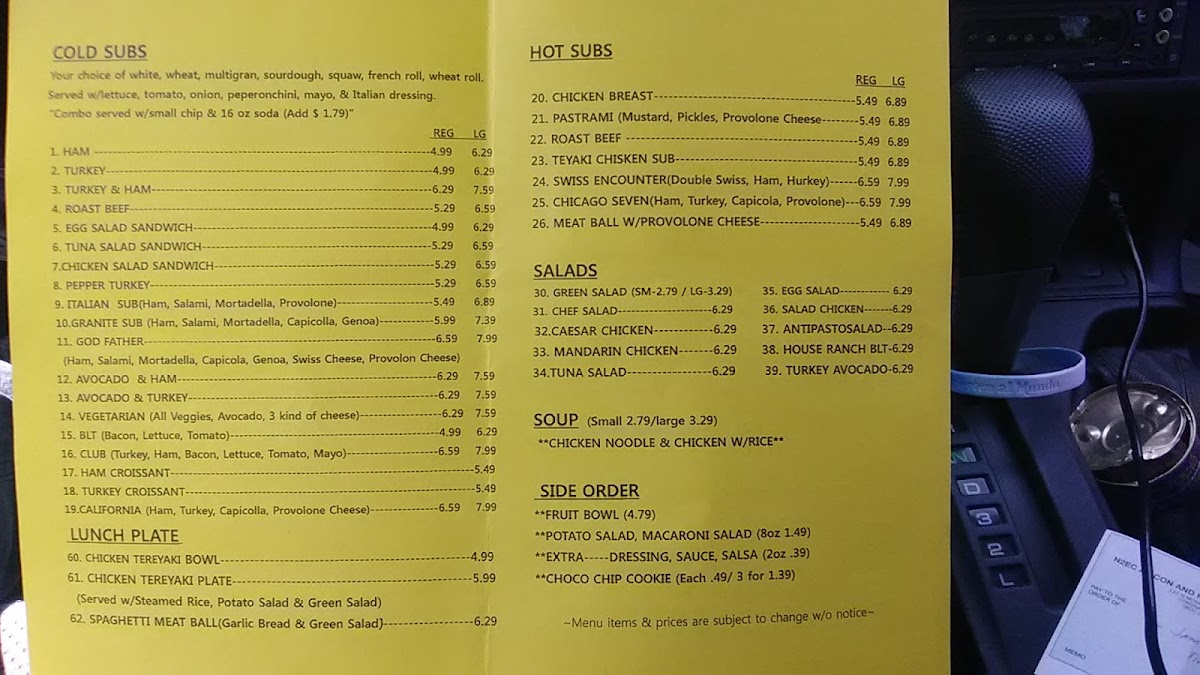 COLD SUBS
Your choice of white, wheat, multigran, sourdough, squaw, french roll, wheat roll.
Served w/lettuce, tomato, onion, peperonchini, mayo, & Italian dressing.
"Combo served w/small chip & 16 oz soda (Add $ 1.79)"
REG LG
1. HAM ---4.99 6.29
2. TURKEY---4.99 6.29
3. TURKEY & HAM---6.29 7.59
4. ROAST BEEF---5.29 6.59
5. EGG SALAD SANDWICH---4.99 6.29
6. TUNA SALAD SANDWICH---5.29 6.59
7.CHICKEN SALAD SANDWICH---5.29 6.59
8. PEPPER TURKEY---5.29 6.59
9. ITALIAN SUB(Ham, Salami, Mortadella, Provolone)---5.49 6.89
10.GRANITE SUB (Ham, Salami, Mortadella, Capicolla, Genoa)---5.99 7.39
11. GOD FATHER---6.59 7.99
(Ham, Salami, Mortadella, Capicola, Genoa, Swiss Cheese, Provolon Cheese)
12. AVOCADO & HAM---6.29 7.59
13. AVOCADO & TURKEY---6.29 7.59
14. VEGETARIAN (All Veggies, Avocado, 3 kind of cheese)---6.29 7.59
15. BLT (Bacon, Lettuce, Tomato)---4.99 6.29
16. CLUB (Turkey, Ham, Bacon, Lettuce, Tomato, Mayo)---6.59 7.99
17. HAM CROISSANT---5.49
18. TURKEY CROISSANT---5.49
19.CALIFORNIA (Ham, Turkey, Capicolla, Provolone Cheese)---6.59 7.99
LUNCH PLATE
60. CHICKEN TEREYAKI BOWL---4.99
61. CHICKEN TEREYAKI PLATE---5.99
(Served w/Steamed Rice, Potato Salad & Green Salad)
62. SPAGHETTI MEAT BALL(Garlic Bread & Green Salad)---6.29
HOT SUBS
REG LG
20. CHICKEN BREAST---5.49 6.89
21. PASTRAMI (Mustard, Pickles, Provolone Cheese---5.49 6.89
22. ROAST BEEF ---5.49 6.89
23. TEYAKI CHISKEN SUB---5.49 6.89
24. SWISS ENCOUNTER(Double Swiss, Ham, Hurkey)---6.59 7.99
25. CHICAGO SEVEN(Ham, Turkey, Capicola, Provolone)---6.59 7.99
26. MEAT BALL W/PROVOLONE CHEESE---5.49 6.89
SALADS
30. GREEN SALAD (SM-2.79 / LG-3.29)
31. CHEF SALAD---6.29
32.CAESAR CHICKEN---6.29
33. MANDARIN CHICKEN---6.29
34.TUNA SALAD---6.29
35. EGG SALAD--- 6.29
36. SALAD CHICKEN---6.29
37. ANTIPASTOSALAD--6.29
38. HOUSE RANCH BLT-6.29
39. TURKEY AVOCADO-6.29
SOUP (Small 2.79/large 3.29)
**CHICKEN NOODLE & CHICKEN W/RICE**
SIDE ORDER
**FRUIT BOWL (4.79)
**POTATO SALAD, MACARONI SALAD (8oz 1.49)
**EXTRA-----DRESSING, SAUCE, SALSA (2oz .39)
**CHOCO CHIP COOKIE (Each .49/ 3 for 1.39)
~Menu items & prices are subject to change w/o notice~
al Mundo
N
D
3
2
L
PAY TO THE
ORDER OF
MEMO